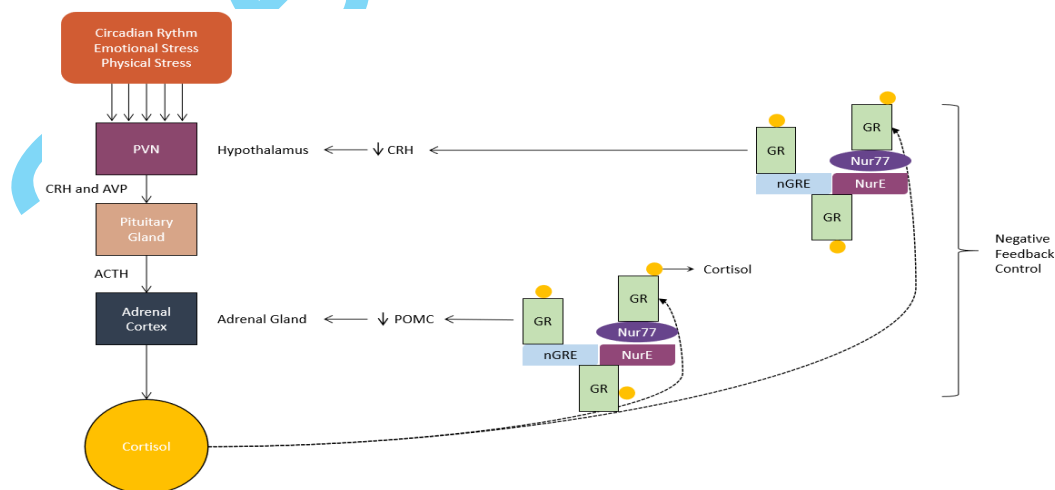 Circadian Rythm
Emotional Stress
Physical Stress
PVN
Hypothalamus
CRH
CRH and AVP
Pituitary
Gland
ACTH
Adrenal
Cortex
Adrenal Gland
POMC
Cortisol
GR
GR
Nur77
nGRE
NurE
GR
GR
GR
Cortisol
Nur77
nGRE
NurE
GR
Negative
Feedback
Control